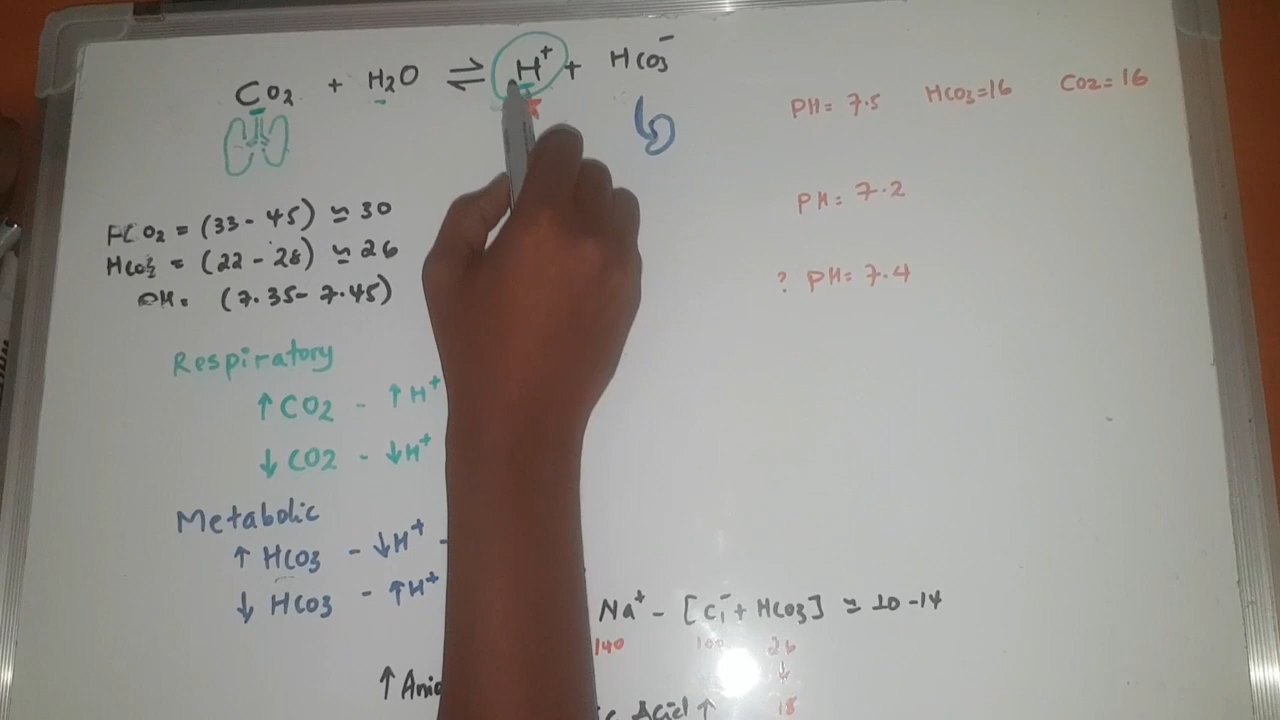 CO2 + H2O ⇌ H+ + HCO3-
PH = 7.5 HCO3=16 CO2=16
PH = 7.2
? PH = 7.4
PCO2 = (33-45) ≃ 30
HCO3 = (22-28) ≃ 26
PH = (7.35-7.45)
Respiratory
↑ CO2 - ↑ H+
↓ CO2 - ↓ H+
Metabolic
↑ HCO3 - ↓ H+ -
↓ HCO3 - ↑ H+
Na+ - [Cl- + HCO3] ≃ 10-14
140 100 26
↓
↑
Acid ↑ 18